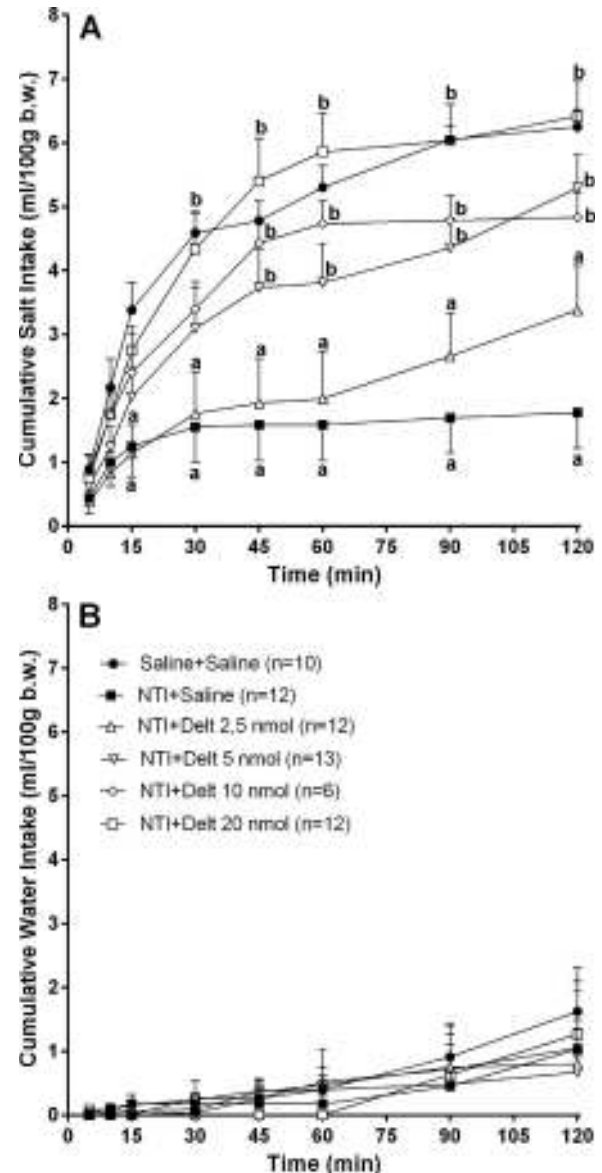 A
Cumulative Salt Intake (ml/100g b.w.)
8
7
6
5
4
3
2
1
0
b b b b b
b
b b b b
b b b b
a a a a a
a a a a a a
0 15 30 45 60 75 90 105 120
Time (min)
B
Cumulative Water Intake (ml/100g b.w.)
8
7
6
5
4
3
2
1
0
Saline+Saline (n=10)
NTI+Saline (n=12)
NTI+Delt 2,5 nmol (n=12)
NTI+Delt 5 nmol (n=13)
NTI+Delt 10 nmol (n=6)
NTI+Delt 20 nmol (n=12)
0 15 30 45 60 75 90 105 120
Time (min)